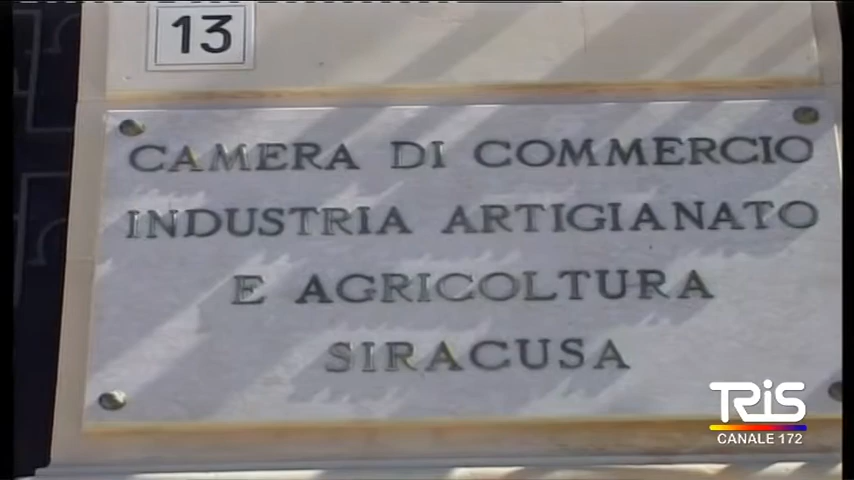 13
CAMERA DI COMMERCIO
INDUSTRIA ARTIGIANATO
E AGRICOLTURA
SIRACUSA
TRIS
CANALE 172